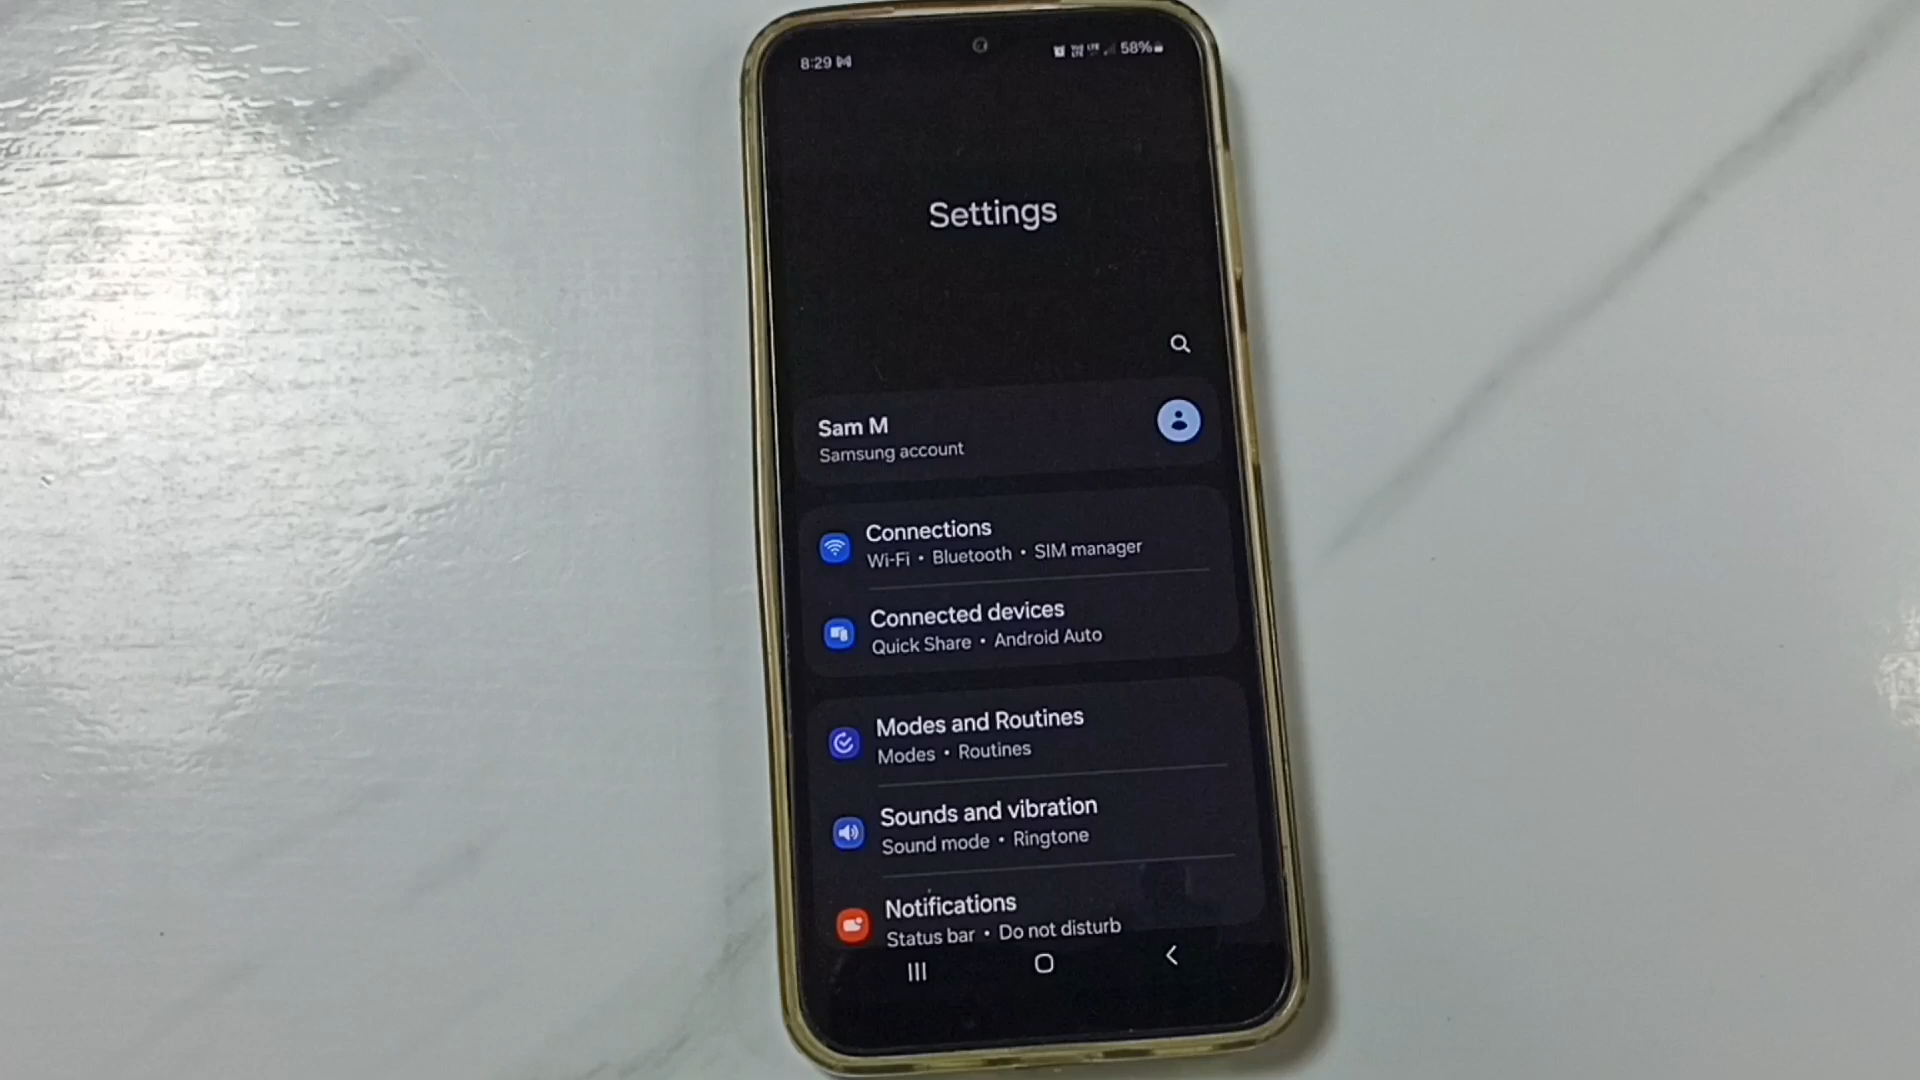 8:29
58%
Settings
Sam M
Samsung account
Connections
Wi-Fi • Bluetooth • SIM manager
Connected devices
Quick Share • Android Auto
Modes and Routines
Modes • Routines
Sounds and vibration
Sound mode • Ringtone
Notifications
Status bar • Do not disturb